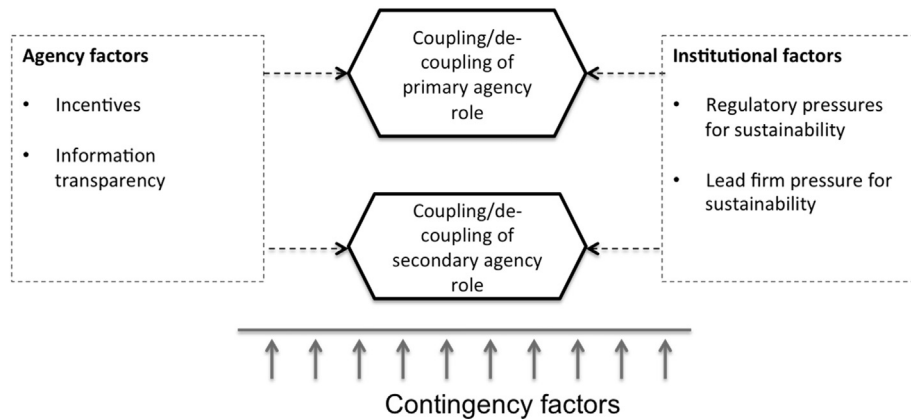 Agency factors
• Incentives
• Information
transparency
Coupling/de-
coupling of
primary agency
role
Coupling/de-
coupling of
secondary agency
role
Institutional factors
• Regulatory pressures
for sustainability
• Lead firm pressure for
sustainability
Contingency factors